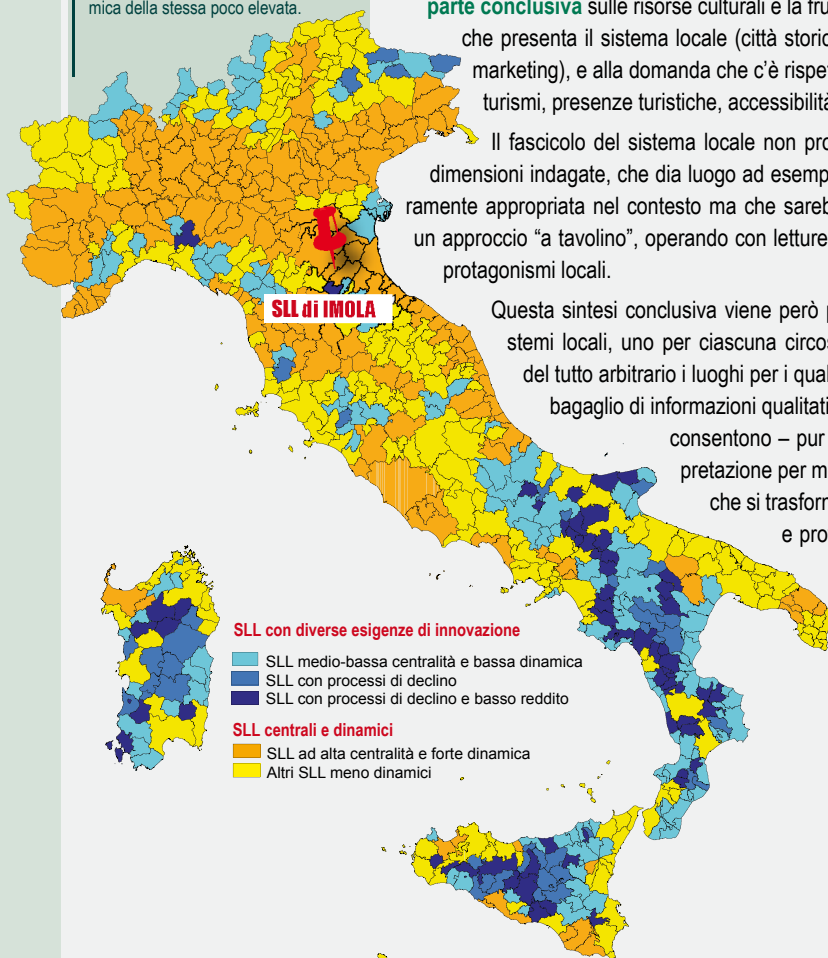 mica della stessa poco elevata.
parte conclusiva sulle risorse culturali e la fru
che presenta il sistema locale (città storic
marketing), e alla domanda che c'è rispet
turismi, presenze turistiche, accessibilità
Il fascicolo del sistema locale non pro
dimensioni indagate, che dia luogo ad esemp
ramente appropriata nel contesto ma che sareb
un approccio “a tavolino”, operando con letture
protagonismi locali.
SLL di IMOLA
Questa sintesi conclusiva viene però p
stemi locali, uno per ciascuna circos
del tutto arbitrario i luoghi per i qual
bagaglio di informazioni qualitati
consentono – pur
pretazione per m
che si trasforn
e pro
SLL con diverse esigenze di innovazione
SLL medio-bassa centralità e bassa dinamica
SLL con processi di declino
SLL con processi di declino e basso reddito
SLL centrali e dinamici
SLL ad alta centralità e forte dinamica
Altri SLL meno dinamici